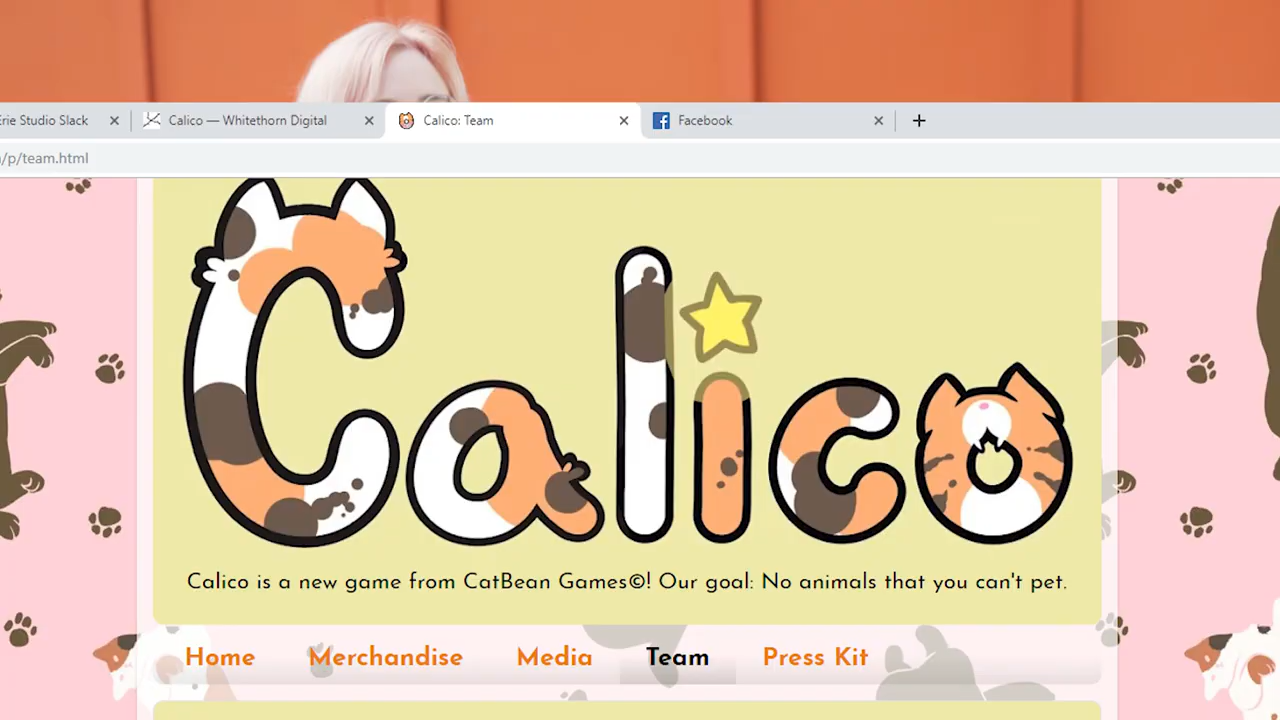 rie Studio Slack
Calico — Whitethorn Digital
Calico: Team
Facebook
/p/team.html
Calico
Calico is a new game from CatBean Games©! Our goal: No animals that you can't pet.
Home
Merchandise
Media
Team
Press Kit